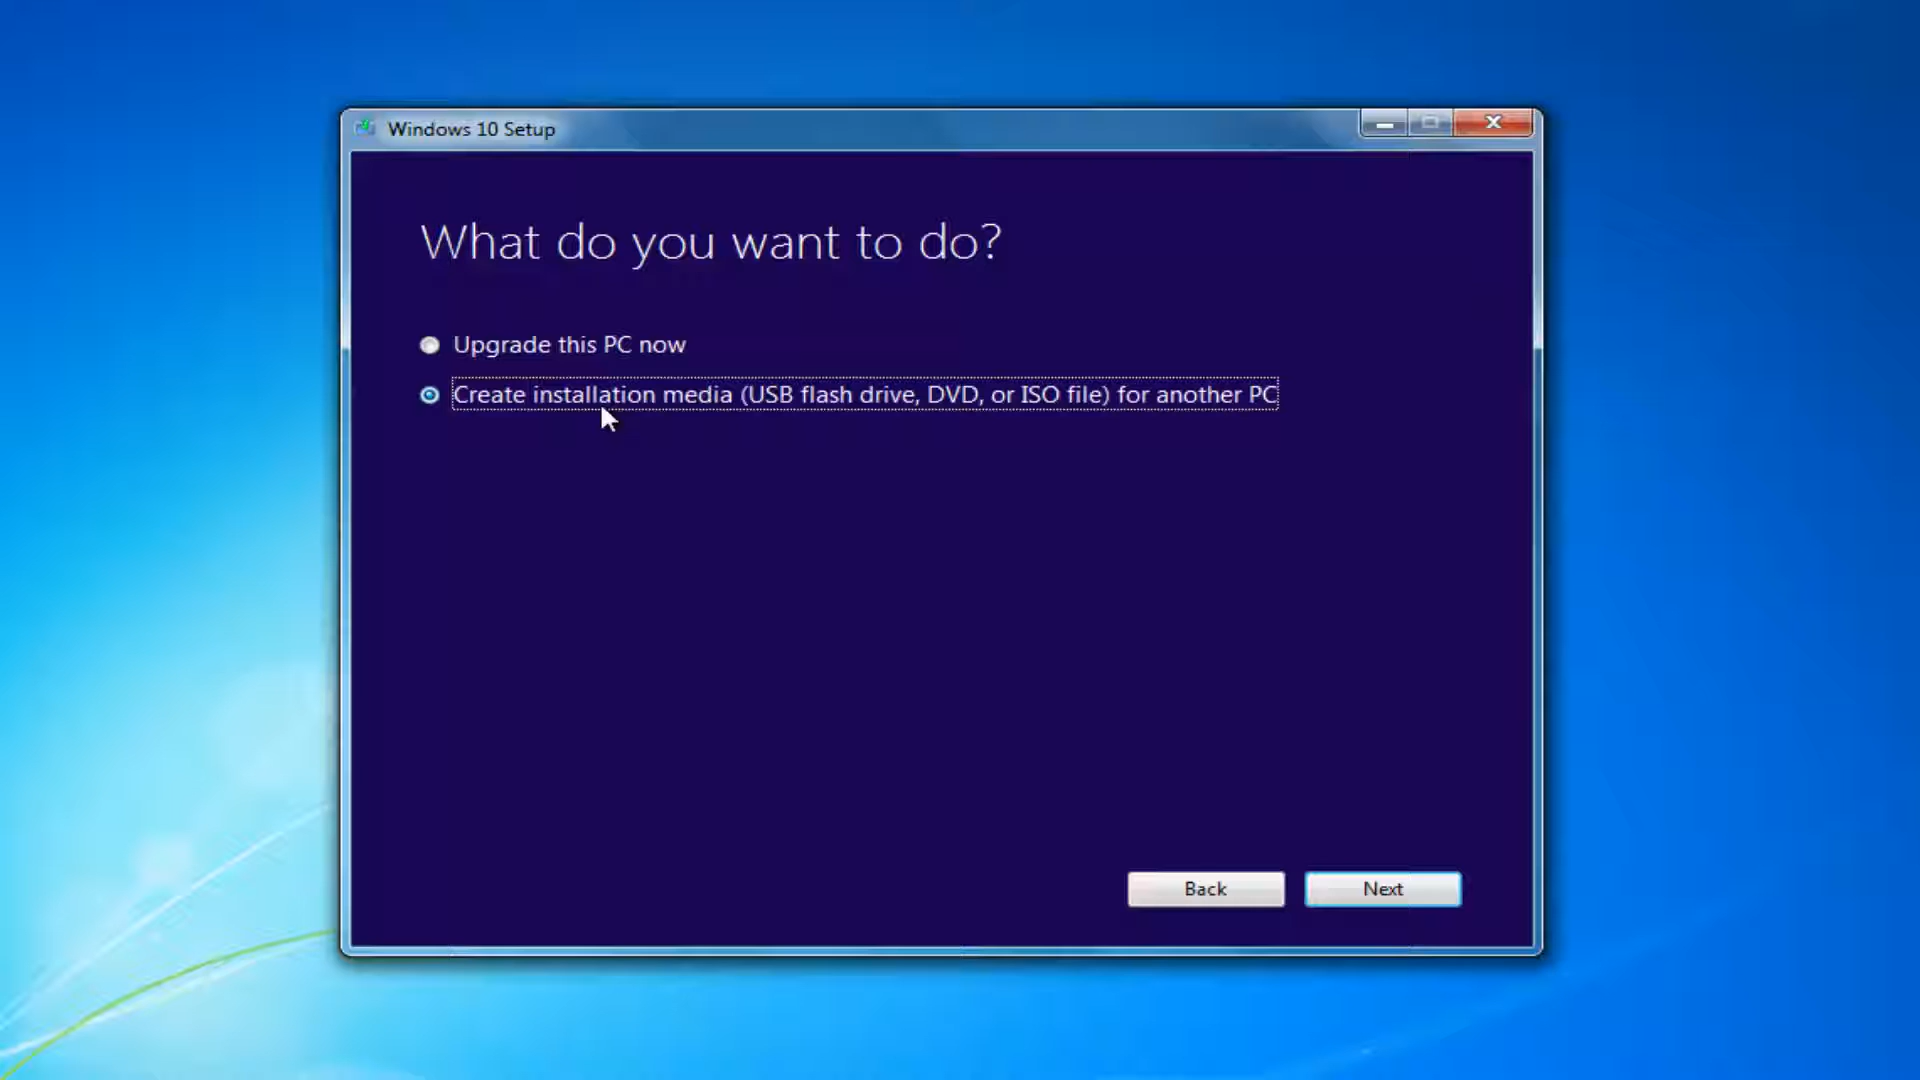 Windows 10 Setup
What do you want to do?
Upgrade this PC now
Create installation media (USB flash drive, DVD, or ISO file) for another PC
Back
Next